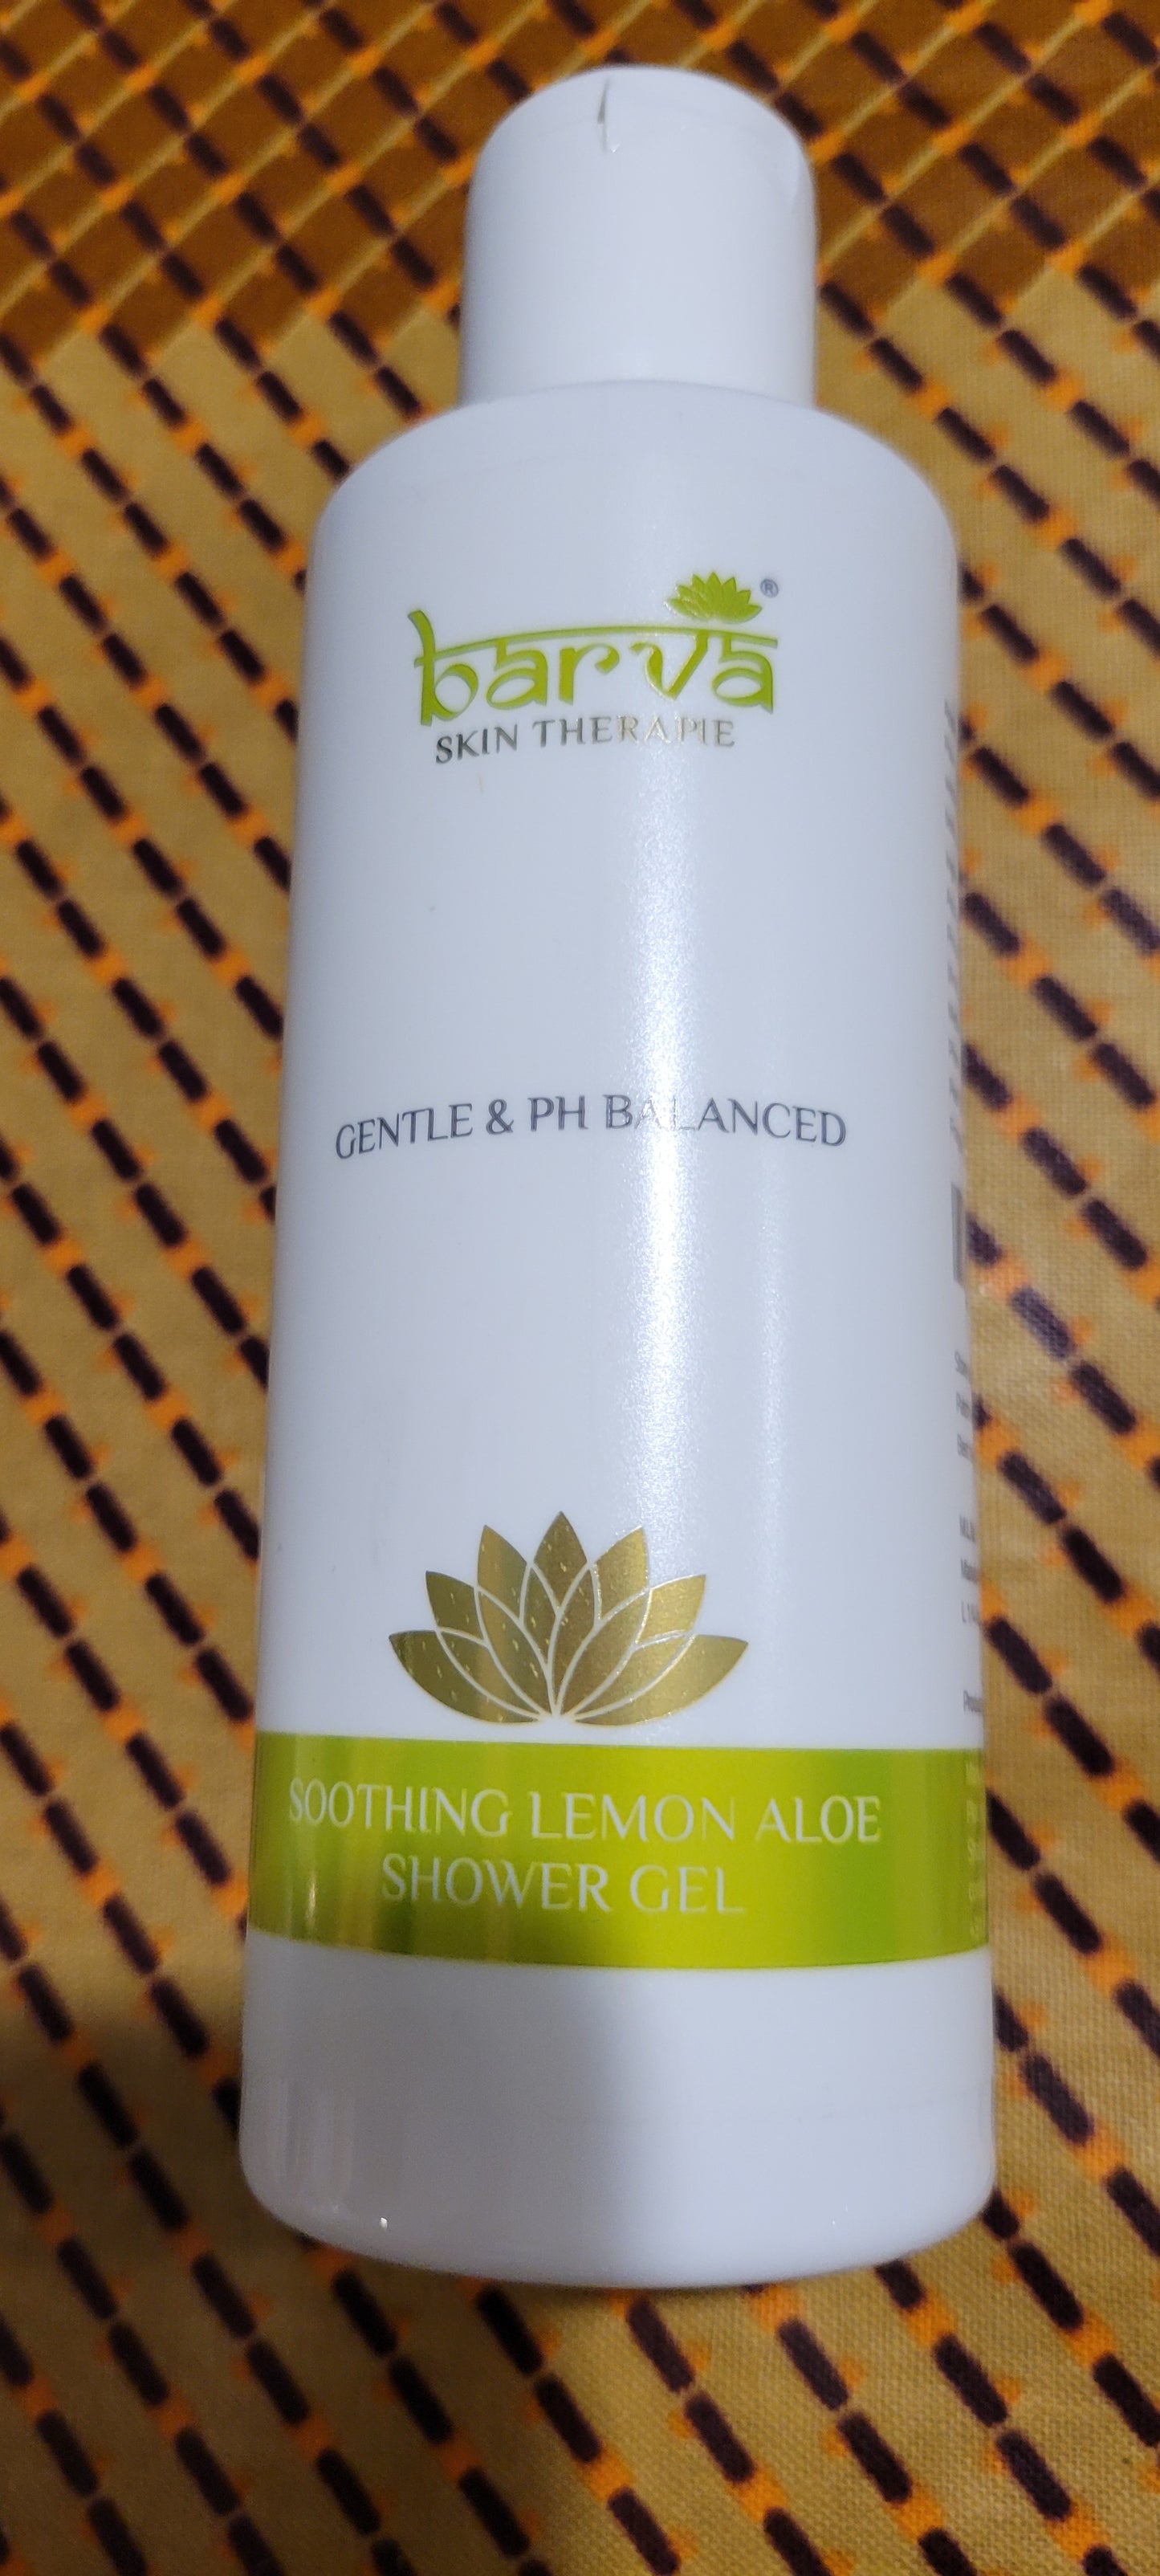 barva®
SKIN THERAPIE
GENTLE & PH BALANCED
SOOTHING LEMON ALOE
SHOWER GEL